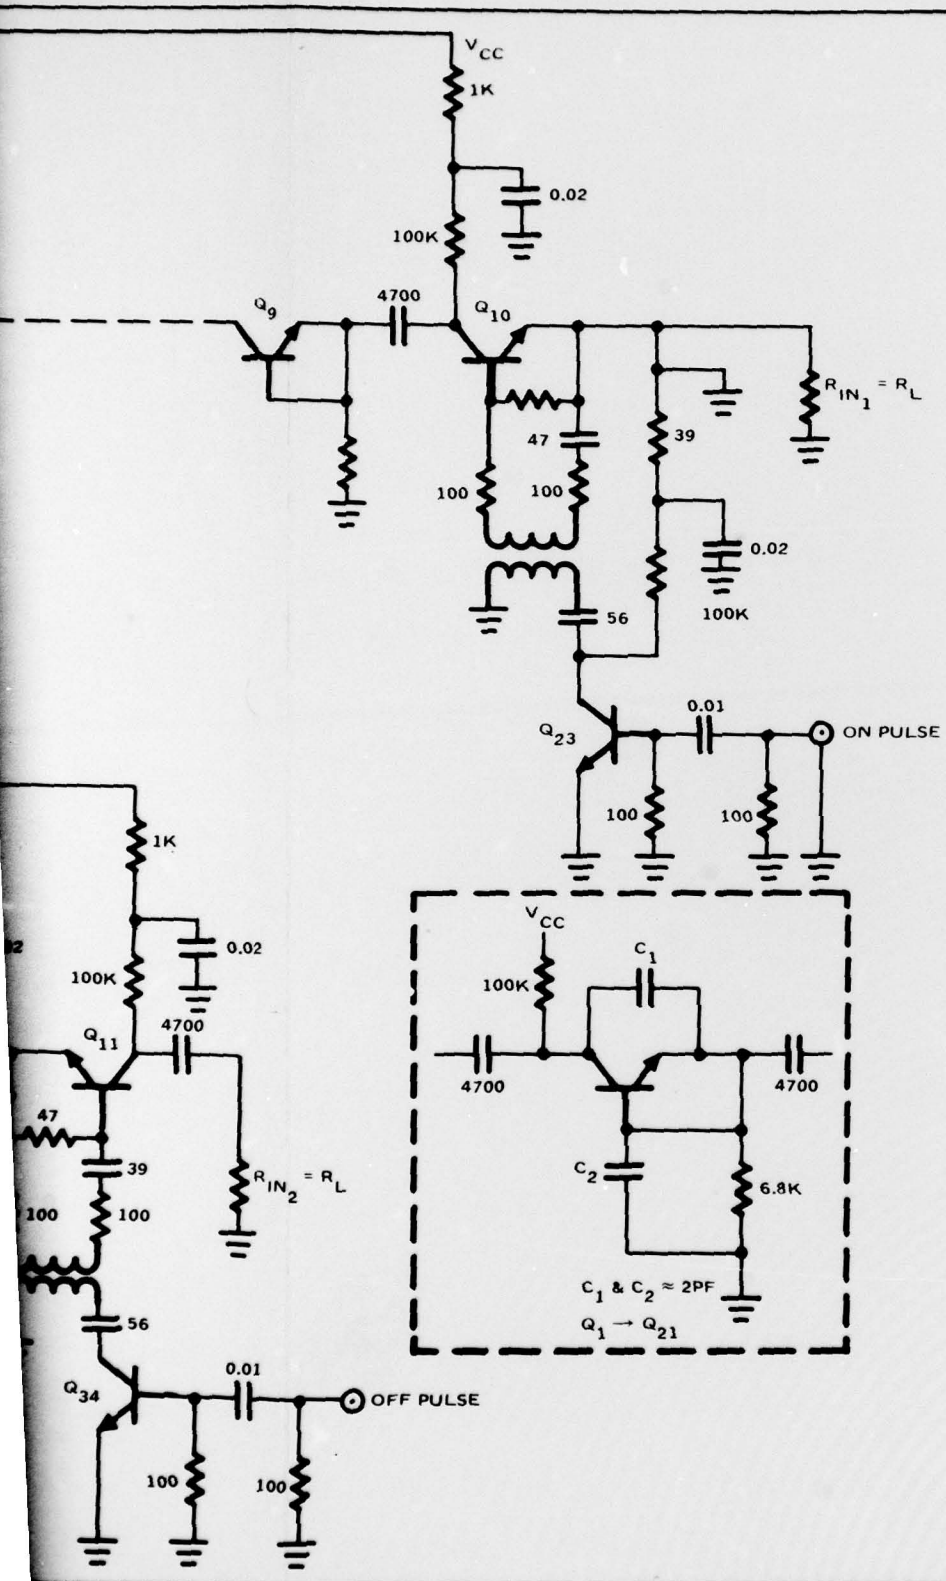 VCC
1K
0.02
100K
Q9
4700
Q10
RIN1 = RL
47
39
100
100
0.02
100K
56
Q23
0.01
ON PULSE
100
100
1K
0.02
100K
Q11
4700
47
39
100
100
RIN2 = RL
56
Q34
0.01
OFF PULSE
100
100
VCC
100K
C1
4700
4700
C2
6.8K
C1 & C2 ≈ 2PF
Q1 → Q21